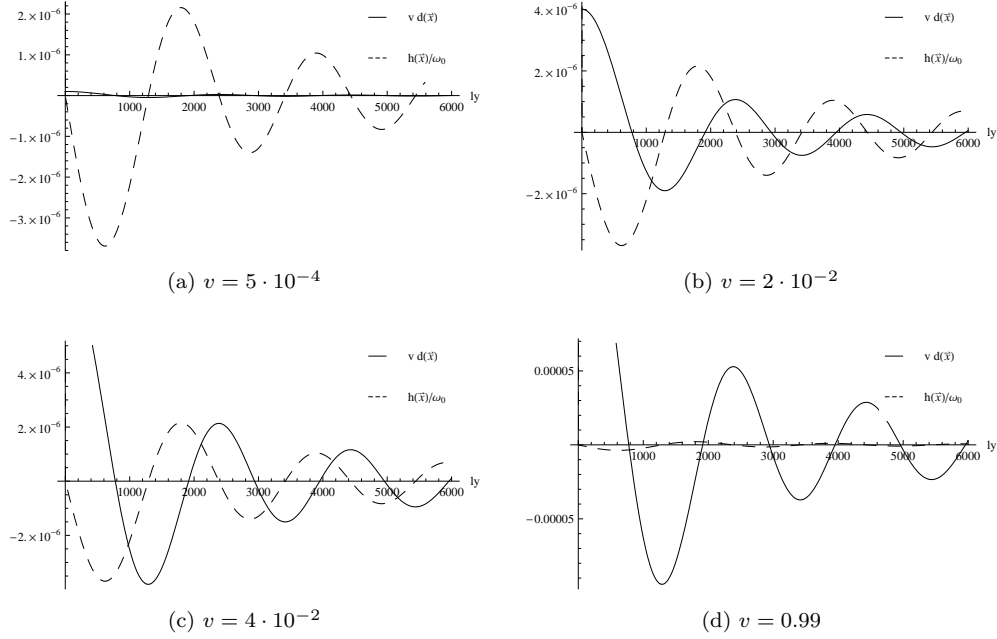 2.×10⁻⁶
1.×10⁻⁶
−1.×10⁻⁶
−2.×10⁻⁶
−3.×10⁻⁶
1000 2000 3000 4000 5000 6000
ly
v d(x⃗)
h(x⃗)/ω₀
(a) v = 5 · 10⁻⁴
4.×10⁻⁶
2.×10⁻⁶
−2.×10⁻⁶
1000 2000 3000 4000 5000 6000
ly
v d(x⃗)
h(x⃗)/ω₀
(b) v = 2 · 10⁻²
4.×10⁻⁶
2.×10⁻⁶
−2.×10⁻⁶
1000 2000 3000 4000 5000 6000
ly
v d(x⃗)
h(x⃗)/ω₀
(c) v = 4 · 10⁻²
0.00005
−0.00005
1000 2000 3000 4000 5000 6000
ly
v d(x⃗)
h(x⃗)/ω₀
(d) v = 0.99